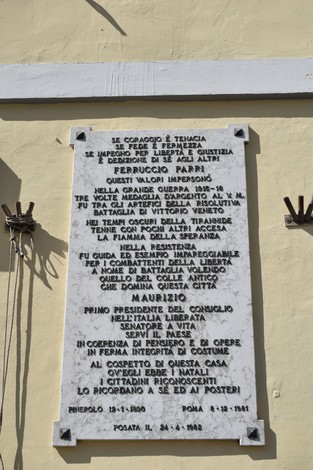 SE CORAGGIO È TENACIA
SE FEDE È FERMEZZA
SE IMPEGNO PER LIBERTÀ E GIUSTIZIA
È DEDIZIONE DI SÉ AGLI ALTRI
FERRUCCIO PARRI
QUESTI VALORI IMPERSONÒ
NELLA GRANDE GUERRA 1915-18
TRE VOLTE MEDAGLIA D'ARGENTO AL V.M.
FU TRA GLI ARTEFICI DELLA RISOLUTIVA
BATTAGLIA DI VITTORIO VENETO
NEI TEMPI OSCURI DELLA TIRANNIDE
TENNE CON POCHI ALTRI ACCESA
LA FIAMMA DELLA SPERANZA
NELLA RESISTENZA
FU GUIDA ED ESEMPIO IMPAREGGIABILE
PER I COMBATTENTI DELLA LIBERTÀ
A NOME DI BATTAGLIA VOLENDO
QUELLO DEL COLLE ANTICO
CHE DOMINA QUESTA CITTÀ
MAURIZIO
PRIMO PRESIDENTE DEL CONSIGLIO
NELL'ITALIA LIBERATA
SENATORE A VITA
SERVÌ IL PAESE
IN COERENZA DI PENSIERO E DI OPERE
IN FERMA INTEGRITÀ DI COSTUME
AL COSPETTO DI QUESTA CASA
OV'EGLI EBBE I NATALI
I CITTADINI RICONOSCENTI
LO RICORDANO A SÉ ED AI POSTERI
PINEROLO 19-1-1890 ROMA 8-12-1981
POSATA IL 24-4-1982